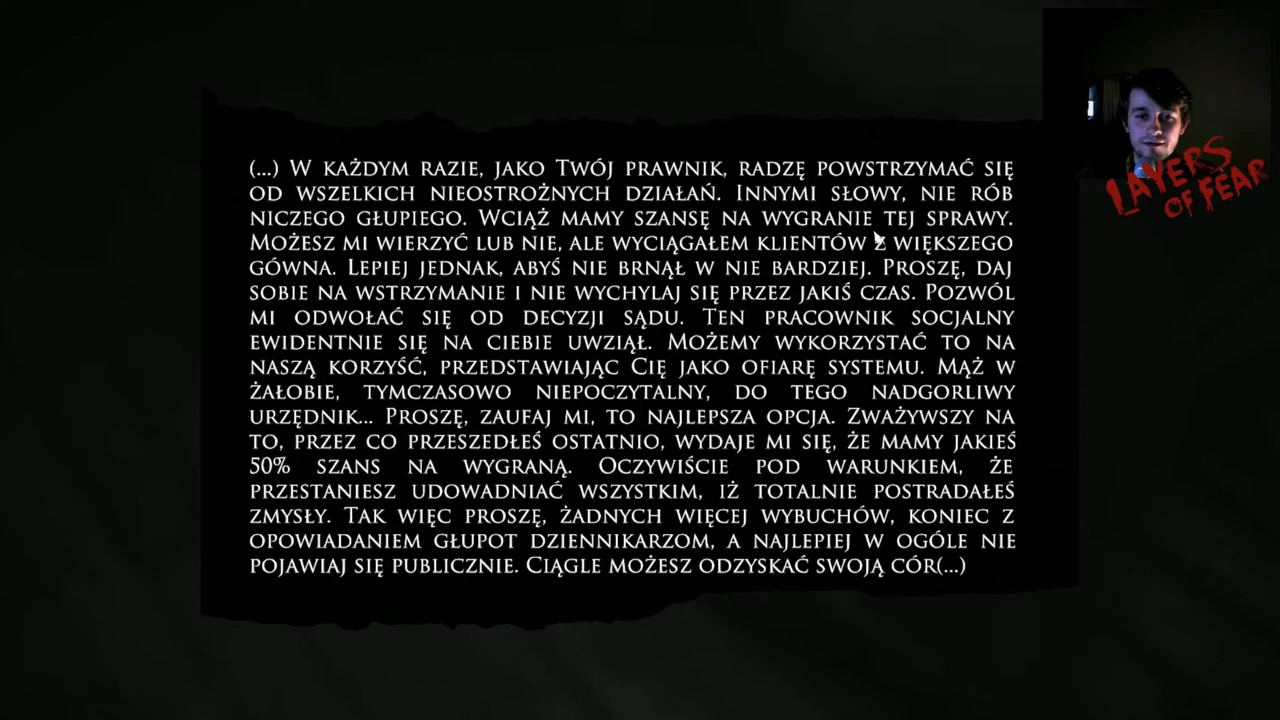 (...) W KAŻDYM RAZIE, JAKO TWÓJ PRAWNIK, RADZĘ POWSTRZYMAĆ SIĘ
OD WSZELKICH NIEOSTROŻNYCH DZIAŁAŃ. INNYMI SŁOWY, NIE RÓB
NICZEGO GŁUPIEGO. WCIĄŻ MAMY SZANSĘ NA WYGRANIE TEJ SPRAWY.
MOŻESZ MI WIERZYĆ LUB NIE, ALE WYCIĄGAŁEM KLIENTÓW Z WIĘKSZEGO
GÓWNA. LEPIEJ JEDNAK, ABYŚ NIE BRNĄŁ W NIE BARDZIEJ. PROSZĘ, DAJ
SOBIE NA WSTRZYMANIE I NIE WYCHYLAJ SIĘ PRZEZ JAKIŚ CZAS. POZWÓL
MI ODWOŁAĆ SIĘ OD DECYZJI SĄDU. TEN PRACOWNIK SOCJALNY
EWIDENTNIE SIĘ NA CIEBIE UWZIĄŁ. MOŻEMY WYKORZYSTAĆ TO NA
NASZĄ KORZYŚĆ, PRZEDSTAWIAJĄC CIĘ JAKO OFIARĘ SYSTEMU. MĄŻ W
ŻAŁOBIE, TYMCZASOWO NIEPOCZYTALNY, DO TEGO NADGORLIWY
URZĘDNIK... PROSZĘ, ZAUFAJ MI, TO NAJLEPSZA OPCJA. ZWAŻYWSZY NA
TO, PRZEZ CO PRZESZEDŁEŚ OSTATNIO, WYDAJE MI SIĘ, ŻE MAMY JAKIEŚ
50% SZANS NA WYGRANĄ. OCZYWIŚCIE POD WARUNKIEM, ŻE
PRZESTANIESZ UDOWADNIAĆ WSZYSTKIM, IŻ TOTALNIE POSTRADAŁEŚ
ZMYSŁY. TAK WIĘC PROSZĘ, ŻADNYCH WIĘCEJ WYBUCHÓW, KONIEC Z
OPOWIADANIEM GŁUPOT DZIENNIKARZOM, A NAJLEPIEJ W OGÓLE NIE
POJAWIAJ SIĘ PUBLICZNIE. CIĄGLE MOŻESZ ODZYSKAĆ SWOJĄ CÓR(...)
LAYERS
OF FEAR